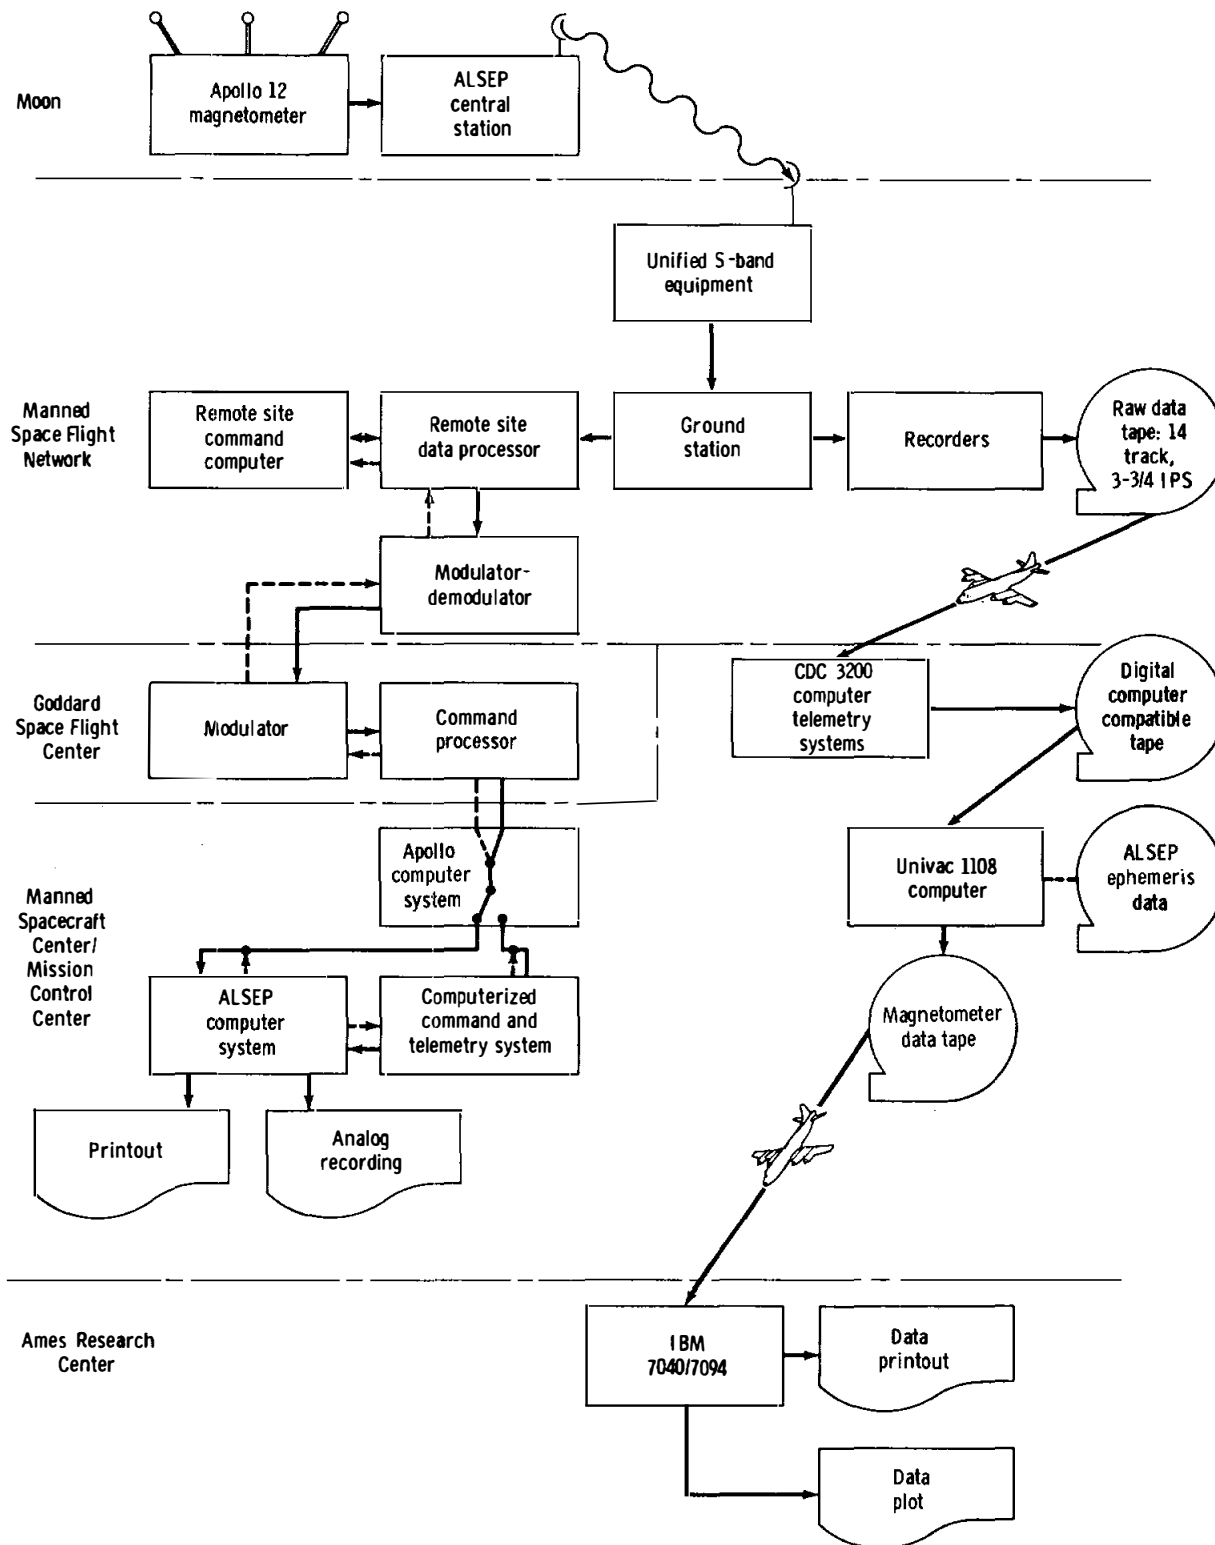 Moon
Apollo 12
magnetometer
ALSEP
central
station
Unified S-band
equipment
Manned
Space Flight
Network
Remote site
command
computer
Remote site
data processor
Ground
station
Recorders
Raw data
tape: 14
track,
3-3/4 IPS
Modulator-
demodulator
Goddard
Space Flight
Center
Modulator
Command
processor
CDC 3200
computer
telemetry
systems
Digital
computer
compatible
tape
Manned
Spacecraft
Center/
Mission
Control
Center
Apollo
computer
system
Univac 1108
computer
ALSEP
ephemeris
data
ALSEP
computer
system
Computerized
command and
telemetry system
Magnetometer
data tape
Printout
Analog
recording
Ames Research
Center
IBM
7040/7094
Data
printout
Data
plot